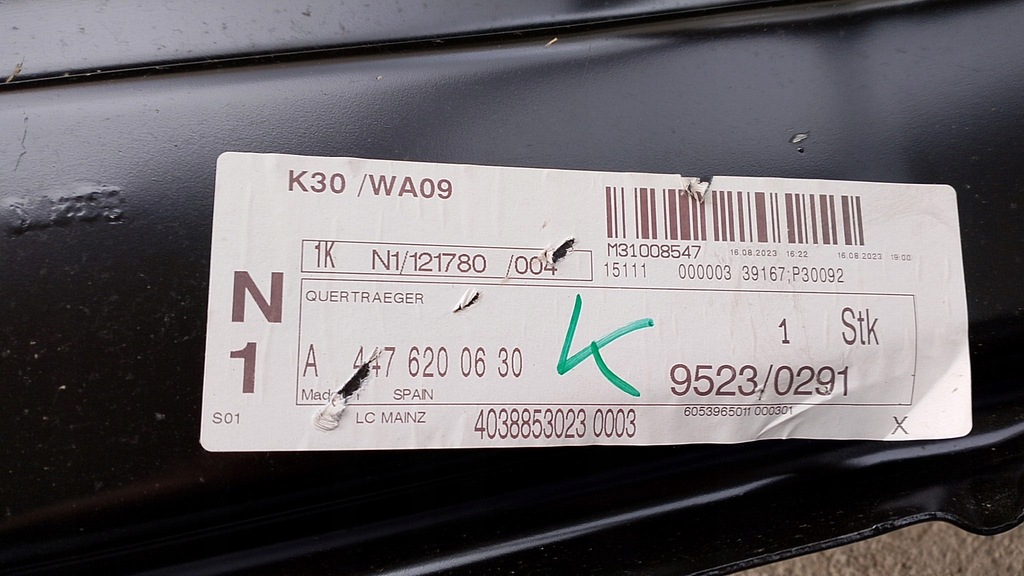 K30 /WA09
M31008547 16.08.2023 16:22 16.08.2023 19:00
1K N1/121780 /004
15111 000003 39167;P30092
N
1
QUERTRAEGER
K
1 Stk
A 447 620 06 30
9523/0291
SPAIN
6053965011 000301
S01
LC MAINZ
4038853023 0003
X